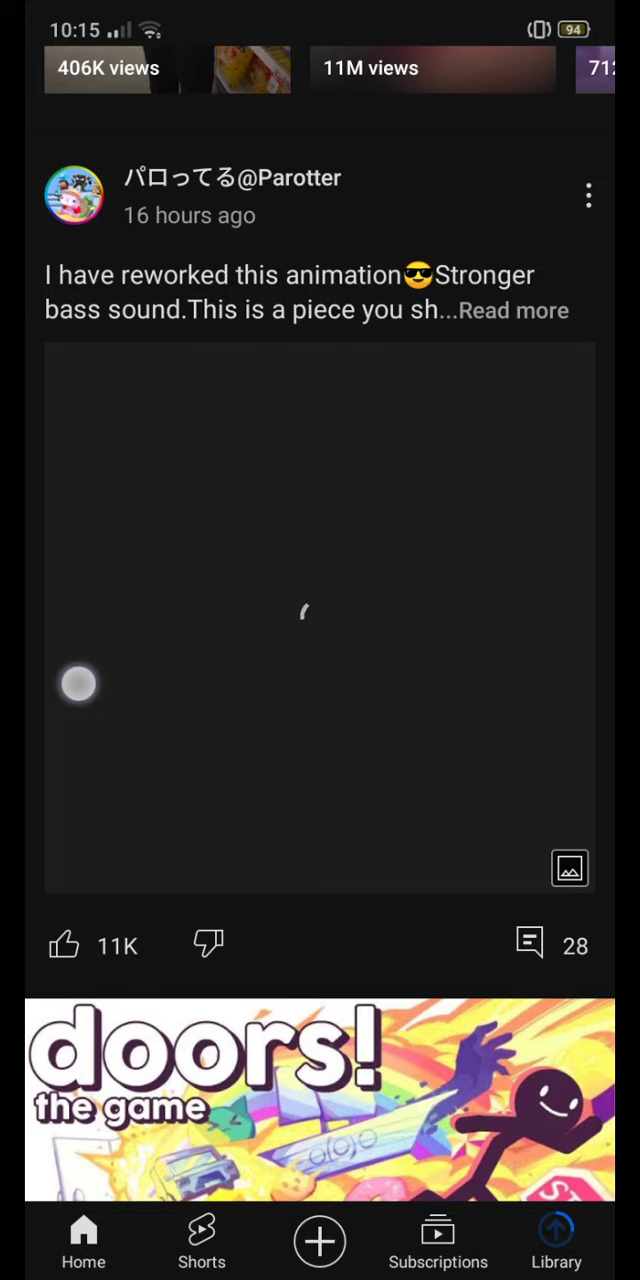 10:15
94
406K views
11M views
712
パロってる@Parotter
16 hours ago
I have reworked this animation😎Stronger
bass sound.This is a piece you sh...Read more
11K
28
doors!
the game
Home
Shorts
Subscriptions
Library